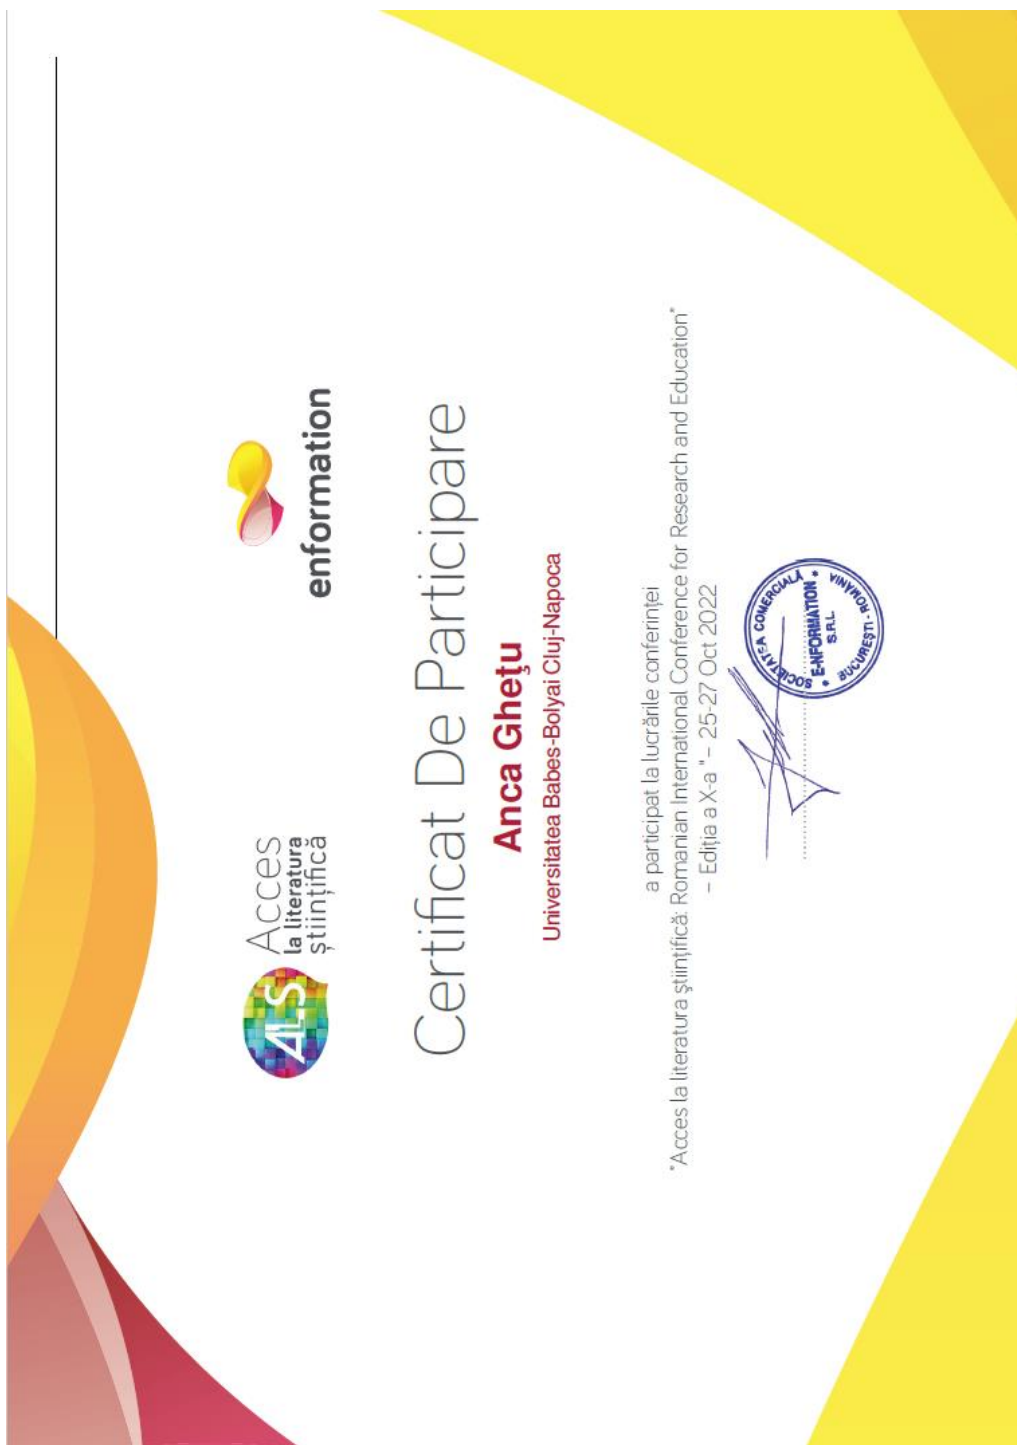 ALS
Acces
la literatura
științifică
enformation
Certificat De Participare
Anca Ghețu
Universitatea Babes-Bolyai Cluj-Napoca
a participat la lucrările conferinței
"Acces la literatura științifică: Romanian International Conference for Research and Education"
– Ediția a X-a "– 25-27 Oct 2022
SOCIETATEA COMERCIALĂ
* E-NFORMATION *
S.R.L.
BUCUREȘTI - ROMANIA